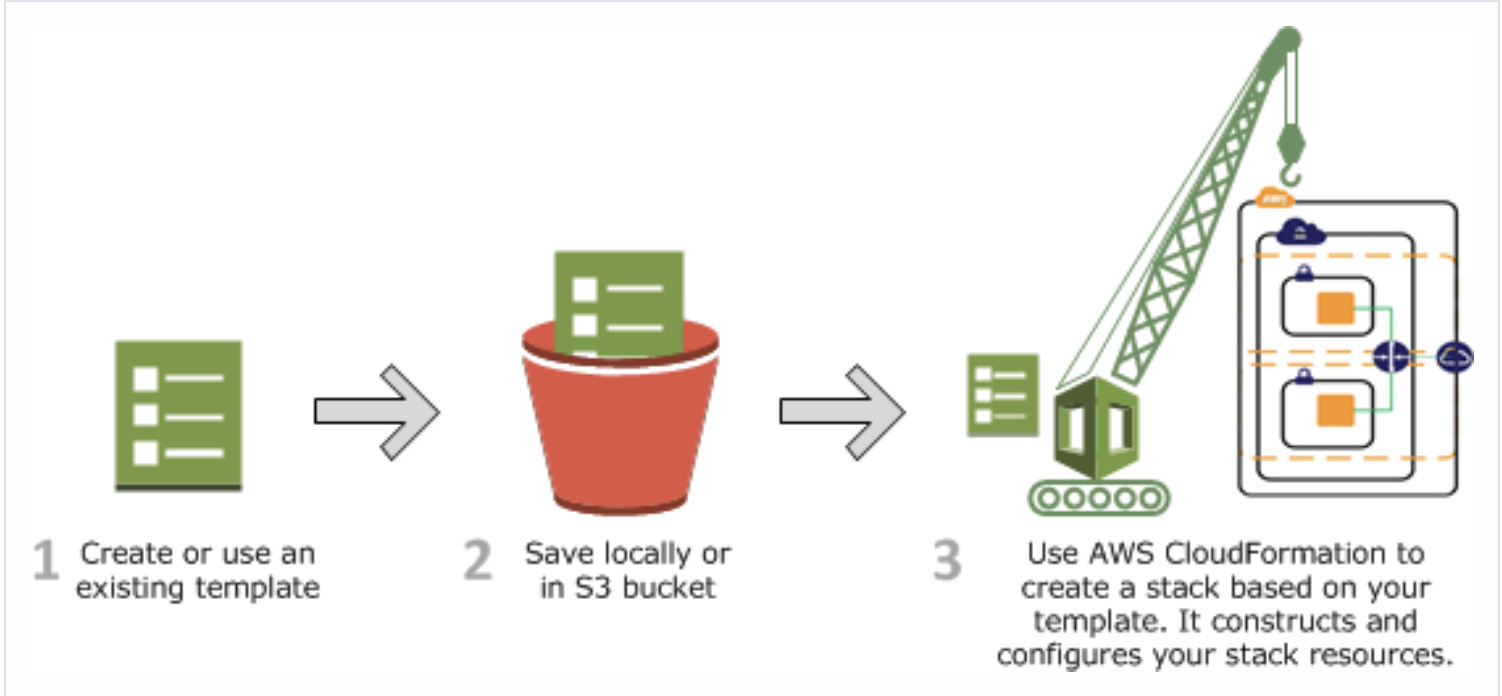 aws
1
Create or use an
existing template
2
Save locally or
in S3 bucket
3
Use AWS CloudFormation to
create a stack based on your
template. It constructs and
configures your stack resources.